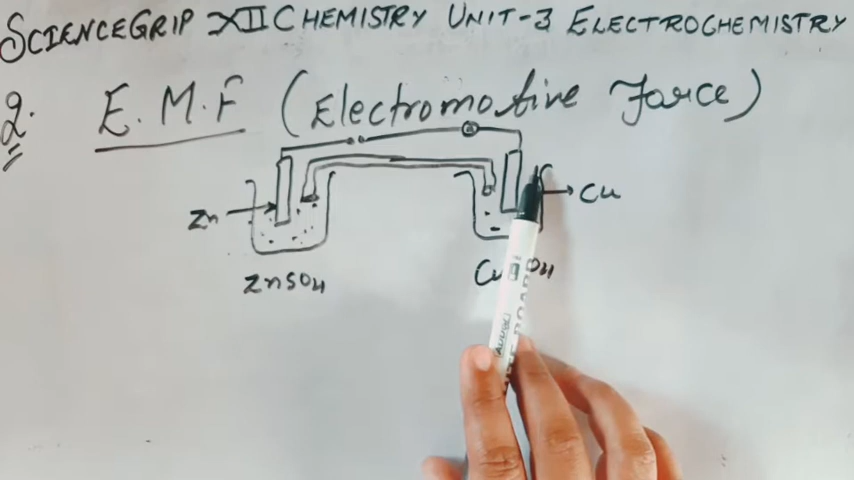 SCIENCEGRIP XII CHEMISTRY UNIT-3 ELECTROCHEMISTRY
2. E.M.F (Electromotive Force)
A
Zn
Cu
ZnSO4